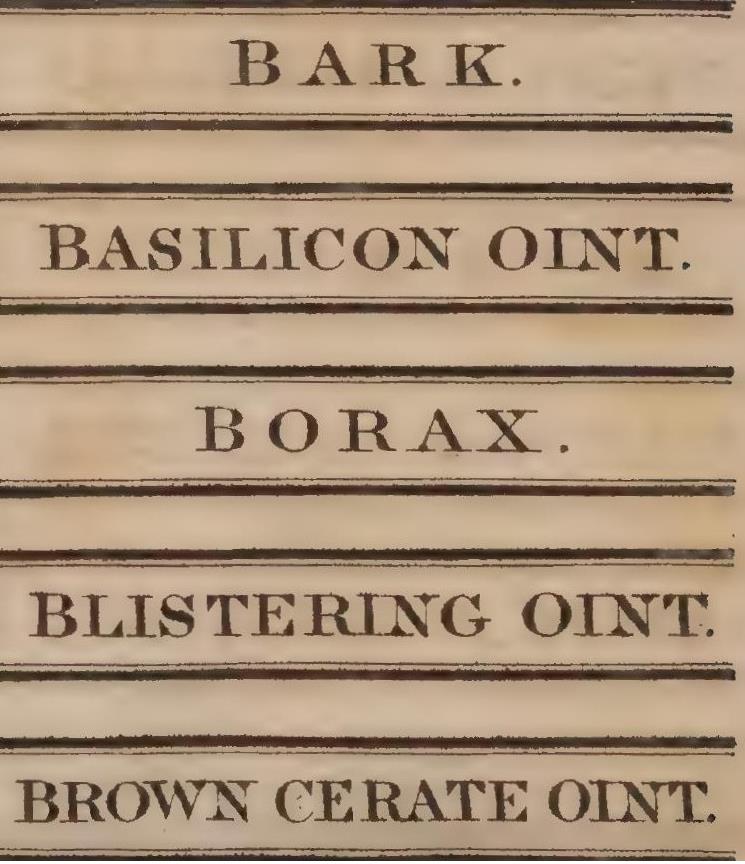 BARK.
BASILICON OINT.
BORAX.
BLISTERING OINT.
BROWN CERATE OINT.